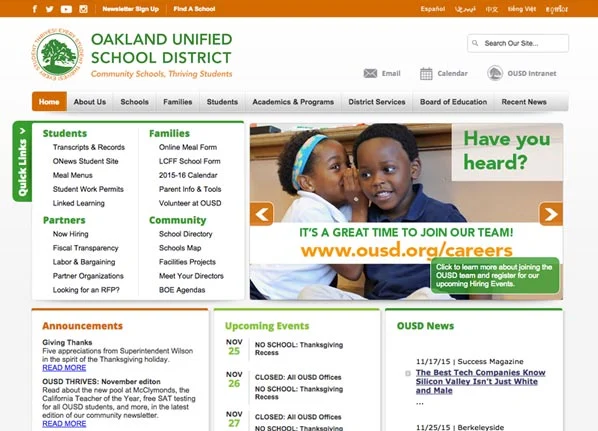 Newsletter Sign Up
Find A School
Español
中文
tiếng Việt
OAKLAND UNIFIED
SCHOOL DISTRICT
Community Schools, Thriving Students
Search Our Site...
Email
Calendar
OUSD Intranet
Home
About Us
Schools
Families
Students
Academics & Programs
District Services
Board of Education
Recent News
Quick Links
Students
Transcripts & Records
ONews Student Site
Meal Menus
Student Work Permits
Linked Learning
Families
Online Meal Form
LCFF School Form
2015-16 Calendar
Parent Info & Tools
Volunteer at OUSD
Partners
Now Hiring
Fiscal Transparency
Labor & Bargaining
Partner Organizations
Looking for an RFP?
Community
School Directory
Schools Map
Facilities Projects
Meet Your Directors
BOE Agendas
Have you
heard?
IT'S A GREAT TIME TO JOIN OUR TEAM!
www.ousd.org/careers
Click to learn more about joining the
OUSD team and register for our
upcoming Hiring Events.
Announcements
Giving Thanks
Five appreciations from Superintendent Wilson
in the spirit of the Thanksgiving holiday.
READ MORE
OUSD THRIVES: November editon
Read about the new pool at McClymonds, the
California Teacher of the Year, free SAT testing
for all OUSD students, and more, in the latest
edition of our community newsletter.
READ MORE
Upcoming Events
NOV
25
NO SCHOOL: Thanksgiving
Recess
NOV
26
CLOSED: All OUSD Offices
NO SCHOOL: Thanksgiving
Recess
NOV
27
CLOSED: All OUSD Offices
NO SCHOOL: Thanksgiving
OUSD News
11/17/15 | Success Magazine
The Best Tech Companies Know
Silicon Valley Isn't Just White
and Male
...
11/25/15 | Berkeleyside